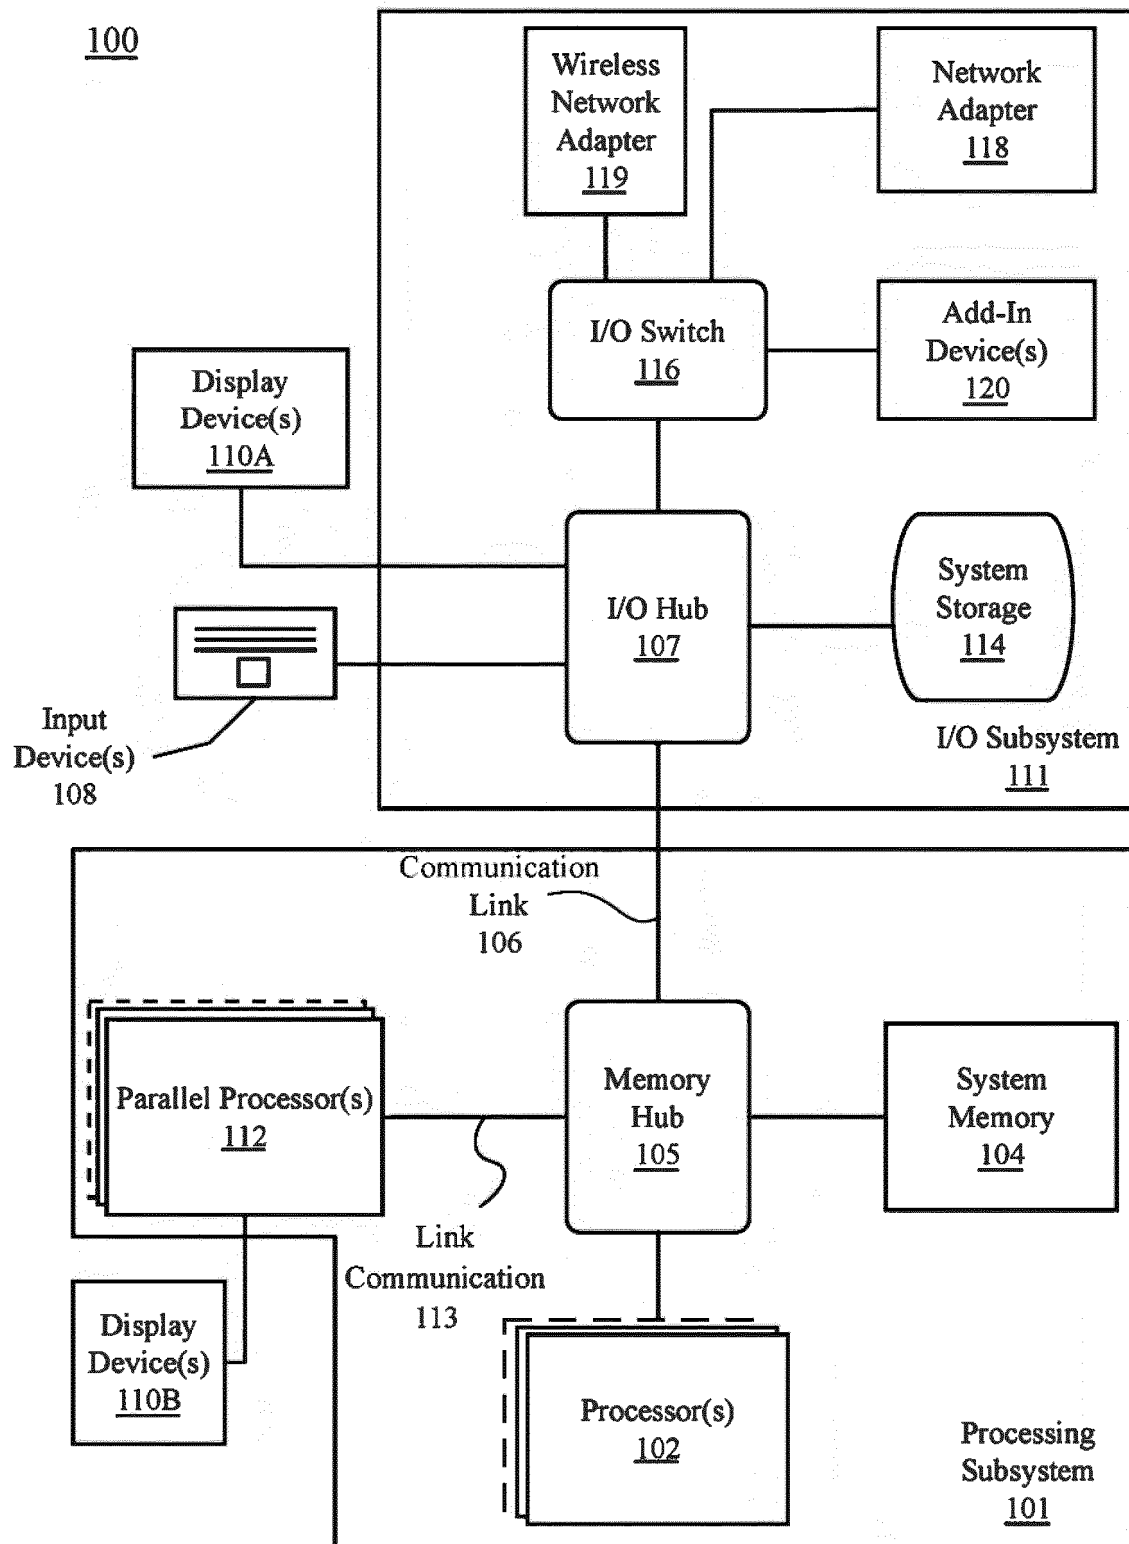 100
Wireless
Network
Adapter
119
Network
Adapter
118
I/O Switch
116
Add-In
Device(s)
120
Display
Device(s)
110A
I/O Hub
107
System
Storage
114
Input
Device(s)
108
I/O Subsystem
111
Communication
Link
106
Parallel Processor(s)
112
Memory
Hub
105
System
Memory
104
Link
Communication
113
Display
Device(s)
110B
Processor(s)
102
Processing
Subsystem
101